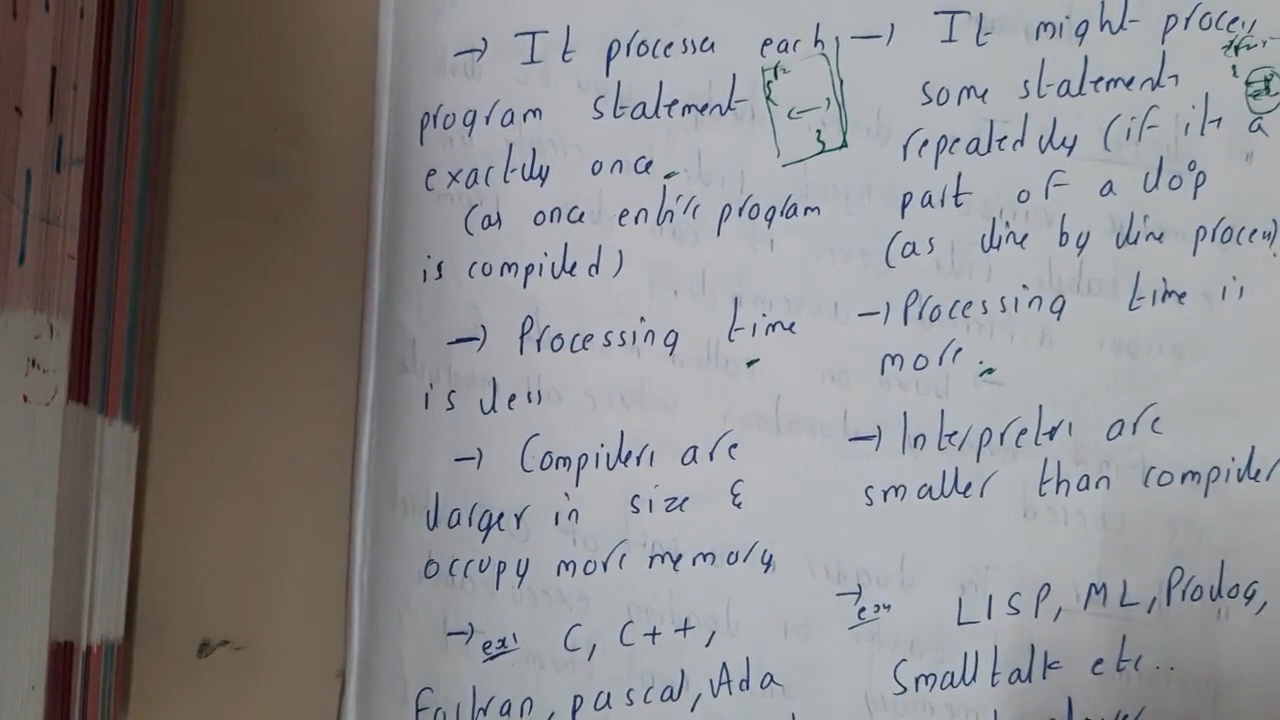 → It processes each
program statement
exactly once.
(as once entire program
is compiled)
→ Processing time
is less
→ Compilers are
larger in size &
occupy more memory
→ ex: C, C++,
Fortran, pascal, Ada
→ It might process
some statements
repeatedly (if it's a
part of a loop
(as line by line process)
→ Processing time is
more.
→ Interpreters are
smaller than compiler
→ ex: LISP, ML, Prolog,
Smalltalk etc..